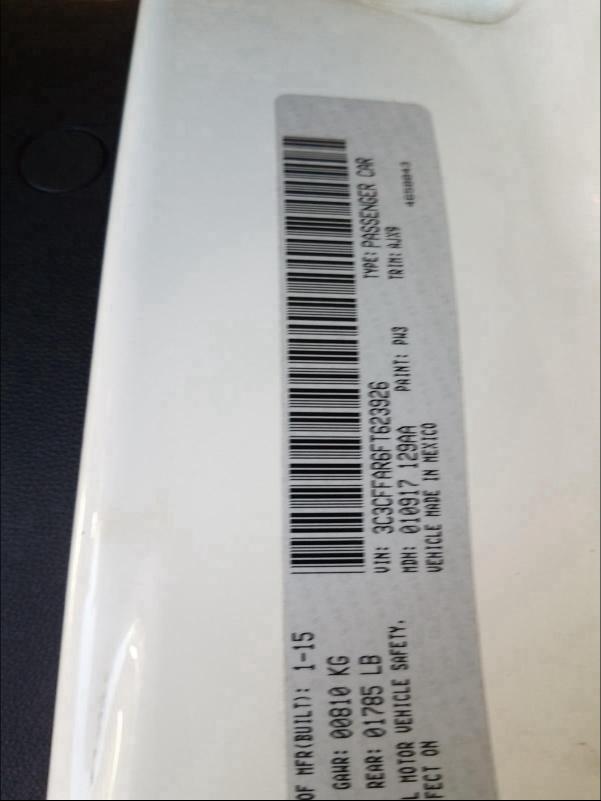 OF MFR(BUILT): 1-15
GAWR: 00810 KG
REAR: 01785 LB
L MOTOR VEHICLE SAFETY,
FECT ON
VIN: 3C3CFFAR6FT623926 TYPE: PASSENGER CAR
MDH: 010917 129AA PAINT: PW3 TRIM: AJX9
VEHICLE MADE IN MEXICO 4658043